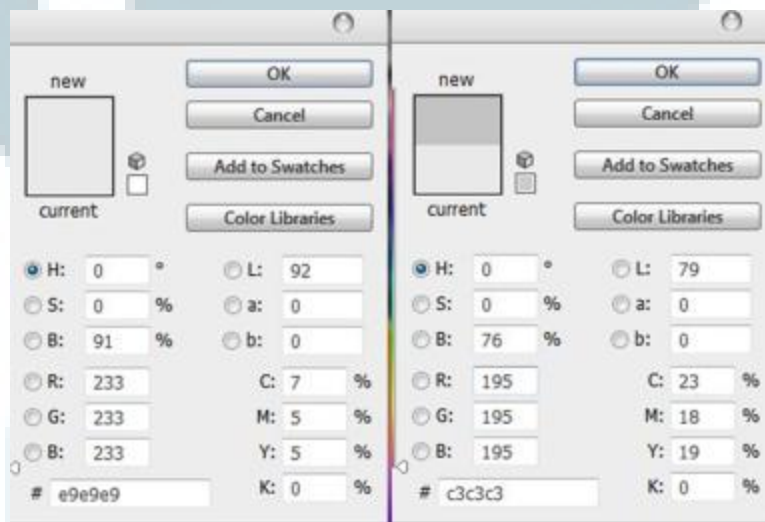 new
OK
Cancel
Add to Swatches
current
Color Libraries
H: 0 °
L: 92
S: 0 %
a: 0
B: 91 %
b: 0
R: 233
C: 7 %
G: 233
M: 5 %
B: 233
Y: 5 %
# e9e9e9
K: 0 %
new
OK
Cancel
Add to Swatches
current
Color Libraries
H: 0 °
L: 79
S: 0 %
a: 0
B: 76 %
b: 0
R: 195
C: 23 %
G: 195
M: 18 %
B: 195
Y: 19 %
# c3c3c3
K: 0 %